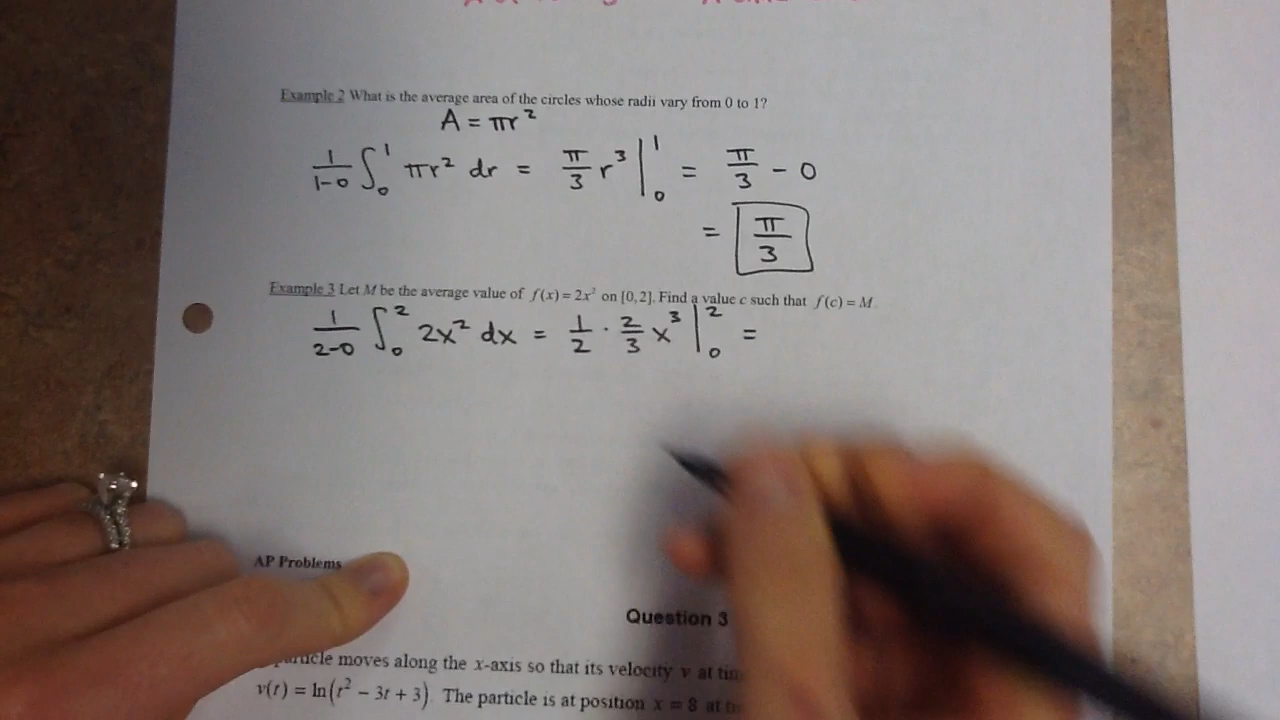 Example 2 What is the average area of the circles whose radii vary from 0 to 1?
A = πr²
1/(1-0) ∫₀¹ πr² dr = π/3 r³ |₀¹ = π/3 - 0
= π/3
Example 3 Let M be the average value of f(x) = 2x² on [0,2]. Find a value c such that f(c) = M.
1/(2-0) ∫₀² 2x² dx = 1/2 · 2/3 x³ |₀² =
AP Problems
Question 3
particle moves along the x-axis so that its velocity v at
v(t) = ln(t² − 3t + 3). The particle is at position x = 8 at